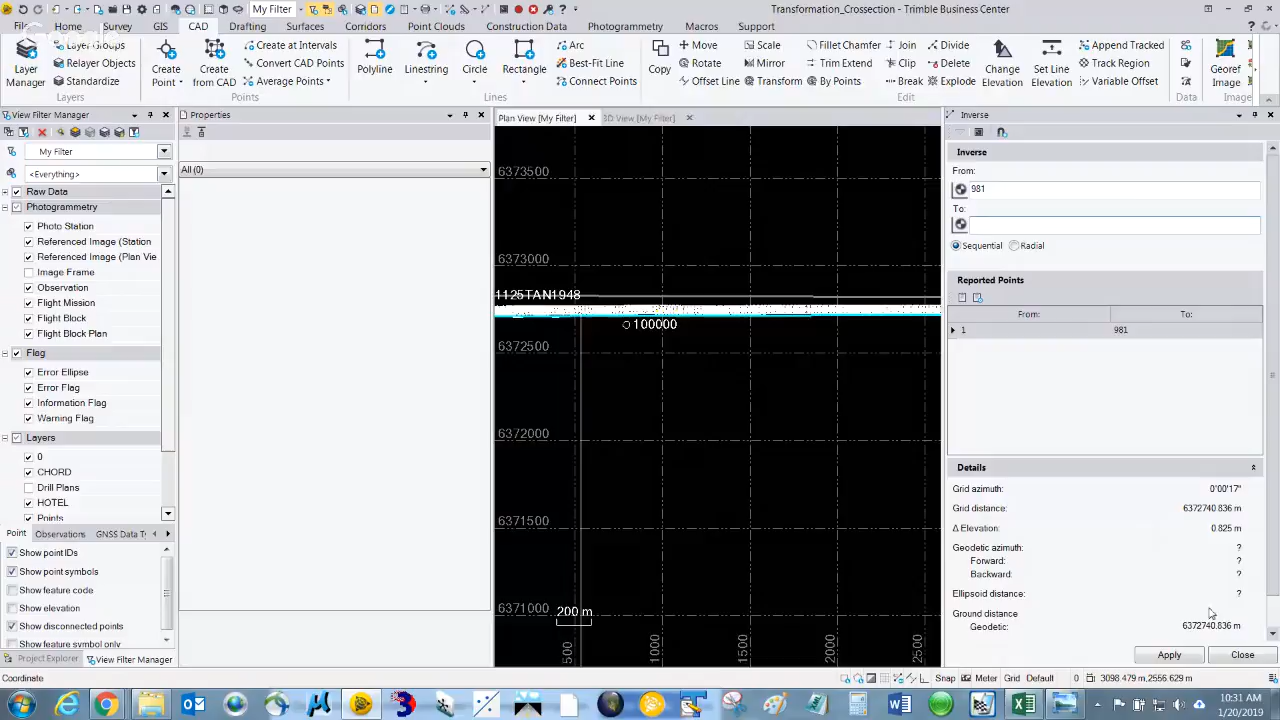 My Filter
Transformation_Crossection - Trimble Business Center
Survey GIS CAD Drafting Surfaces Corridors Point Clouds Photogrammetry Macros Support
Layer Manager
Layer Groups
Relayer Objects
Standardize
Layers
Create Point
Create from CAD
Create at Intervals
Convert CAD Points
Average Points
Points
Polyline
Linestring
Circle
Rectangle
Arc
Best-Fit Line
Connect Points
Lines
Copy
Move
Rotate
Offset Line
Scale
Mirror
Transform
Fillet Chamfer
Trim Extend
By Points
Join
Clip
Break
Divide
Delete
Explode
Change Elevation
Set Line Elevation
Append Tracked
Track Region
Variable Offset
Edit
Data
Georef
Image
Image
View Filter Manager
My Filter
<Everything>
Raw Data
Photogrammetry
Photo Station
Referenced Image (Station
Referenced Image (Plan Vie
Image Frame
Observation
Flight Mission
Flight Block
Flight Block Plan
Flag
Error Ellipse
Error Flag
Information Flag
Warning Flag
Layers
0
CHORD
Drill Plans
HOTEL
Points
Point Observations GNSS Data T
Show point IDs
Show point symbols
Show feature code
Show elevation
Show disconnected points
Show feature symbol only
Project Explorer View Filter Manager
Properties
All (0)
Plan View [My Filter] 3D View [My Filter]
6373500
6373000
1125TAN1948
100000
6372500
6372000
6371500
6371000
200 m
500 1000 1500 2000 2500
Inverse
Inverse
From:
981
To:
Sequential Radial
Reported Points
From: To:
1 981
Details
Grid azimuth: 0°00'17"
Grid distance: 6372740.836 m
Δ Elevation: 0.825 m
Geodetic azimuth: ?
Forward: ?
Backward: ?
Ellipsoid distance: ?
Ground distance:
Geodetic: 6372740.836 m
Apply Close
Coordinate
Snap Meter Grid Default 0 0 3098.479 m,2556.629 m
10:31 AM
1/20/2019